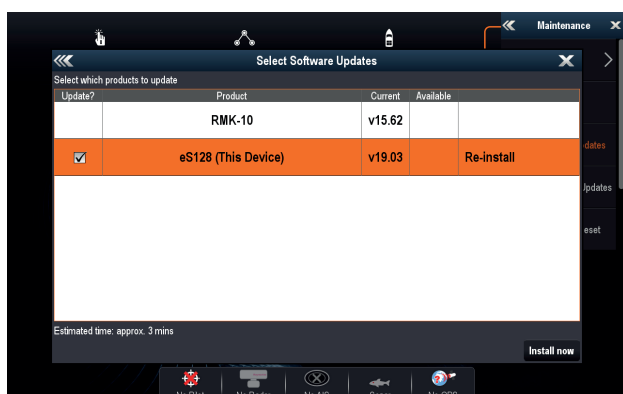 Maintenance
Select Software Updates
Select which products to update
Update? Product Current Available
RMK-10 v15.62
eS128 (This Device) v19.03 Re-install
dates
Updates
eset
Estimated time: approx. 3 mins
Install now